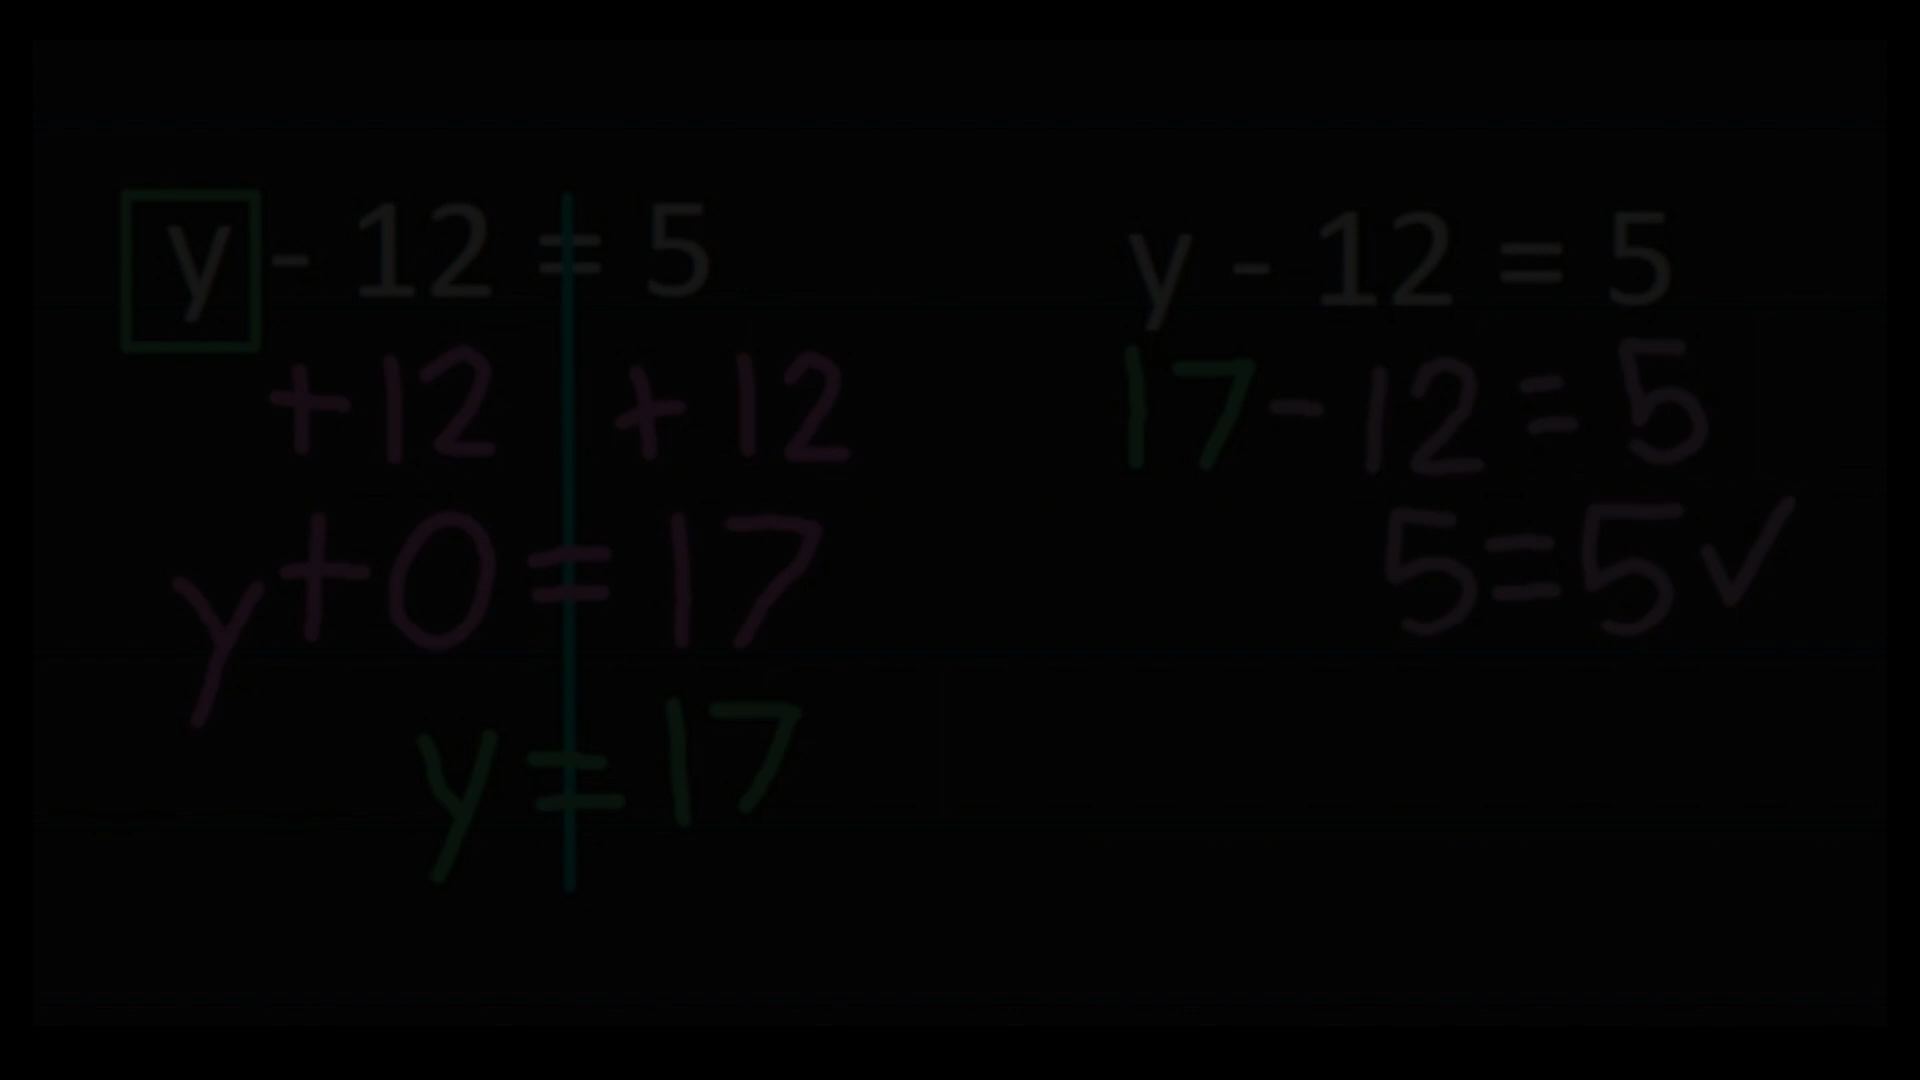 y - 12 = 5
+12 +12
y+0=17
y=17
y - 12 = 5
17-12=5
5=5✓